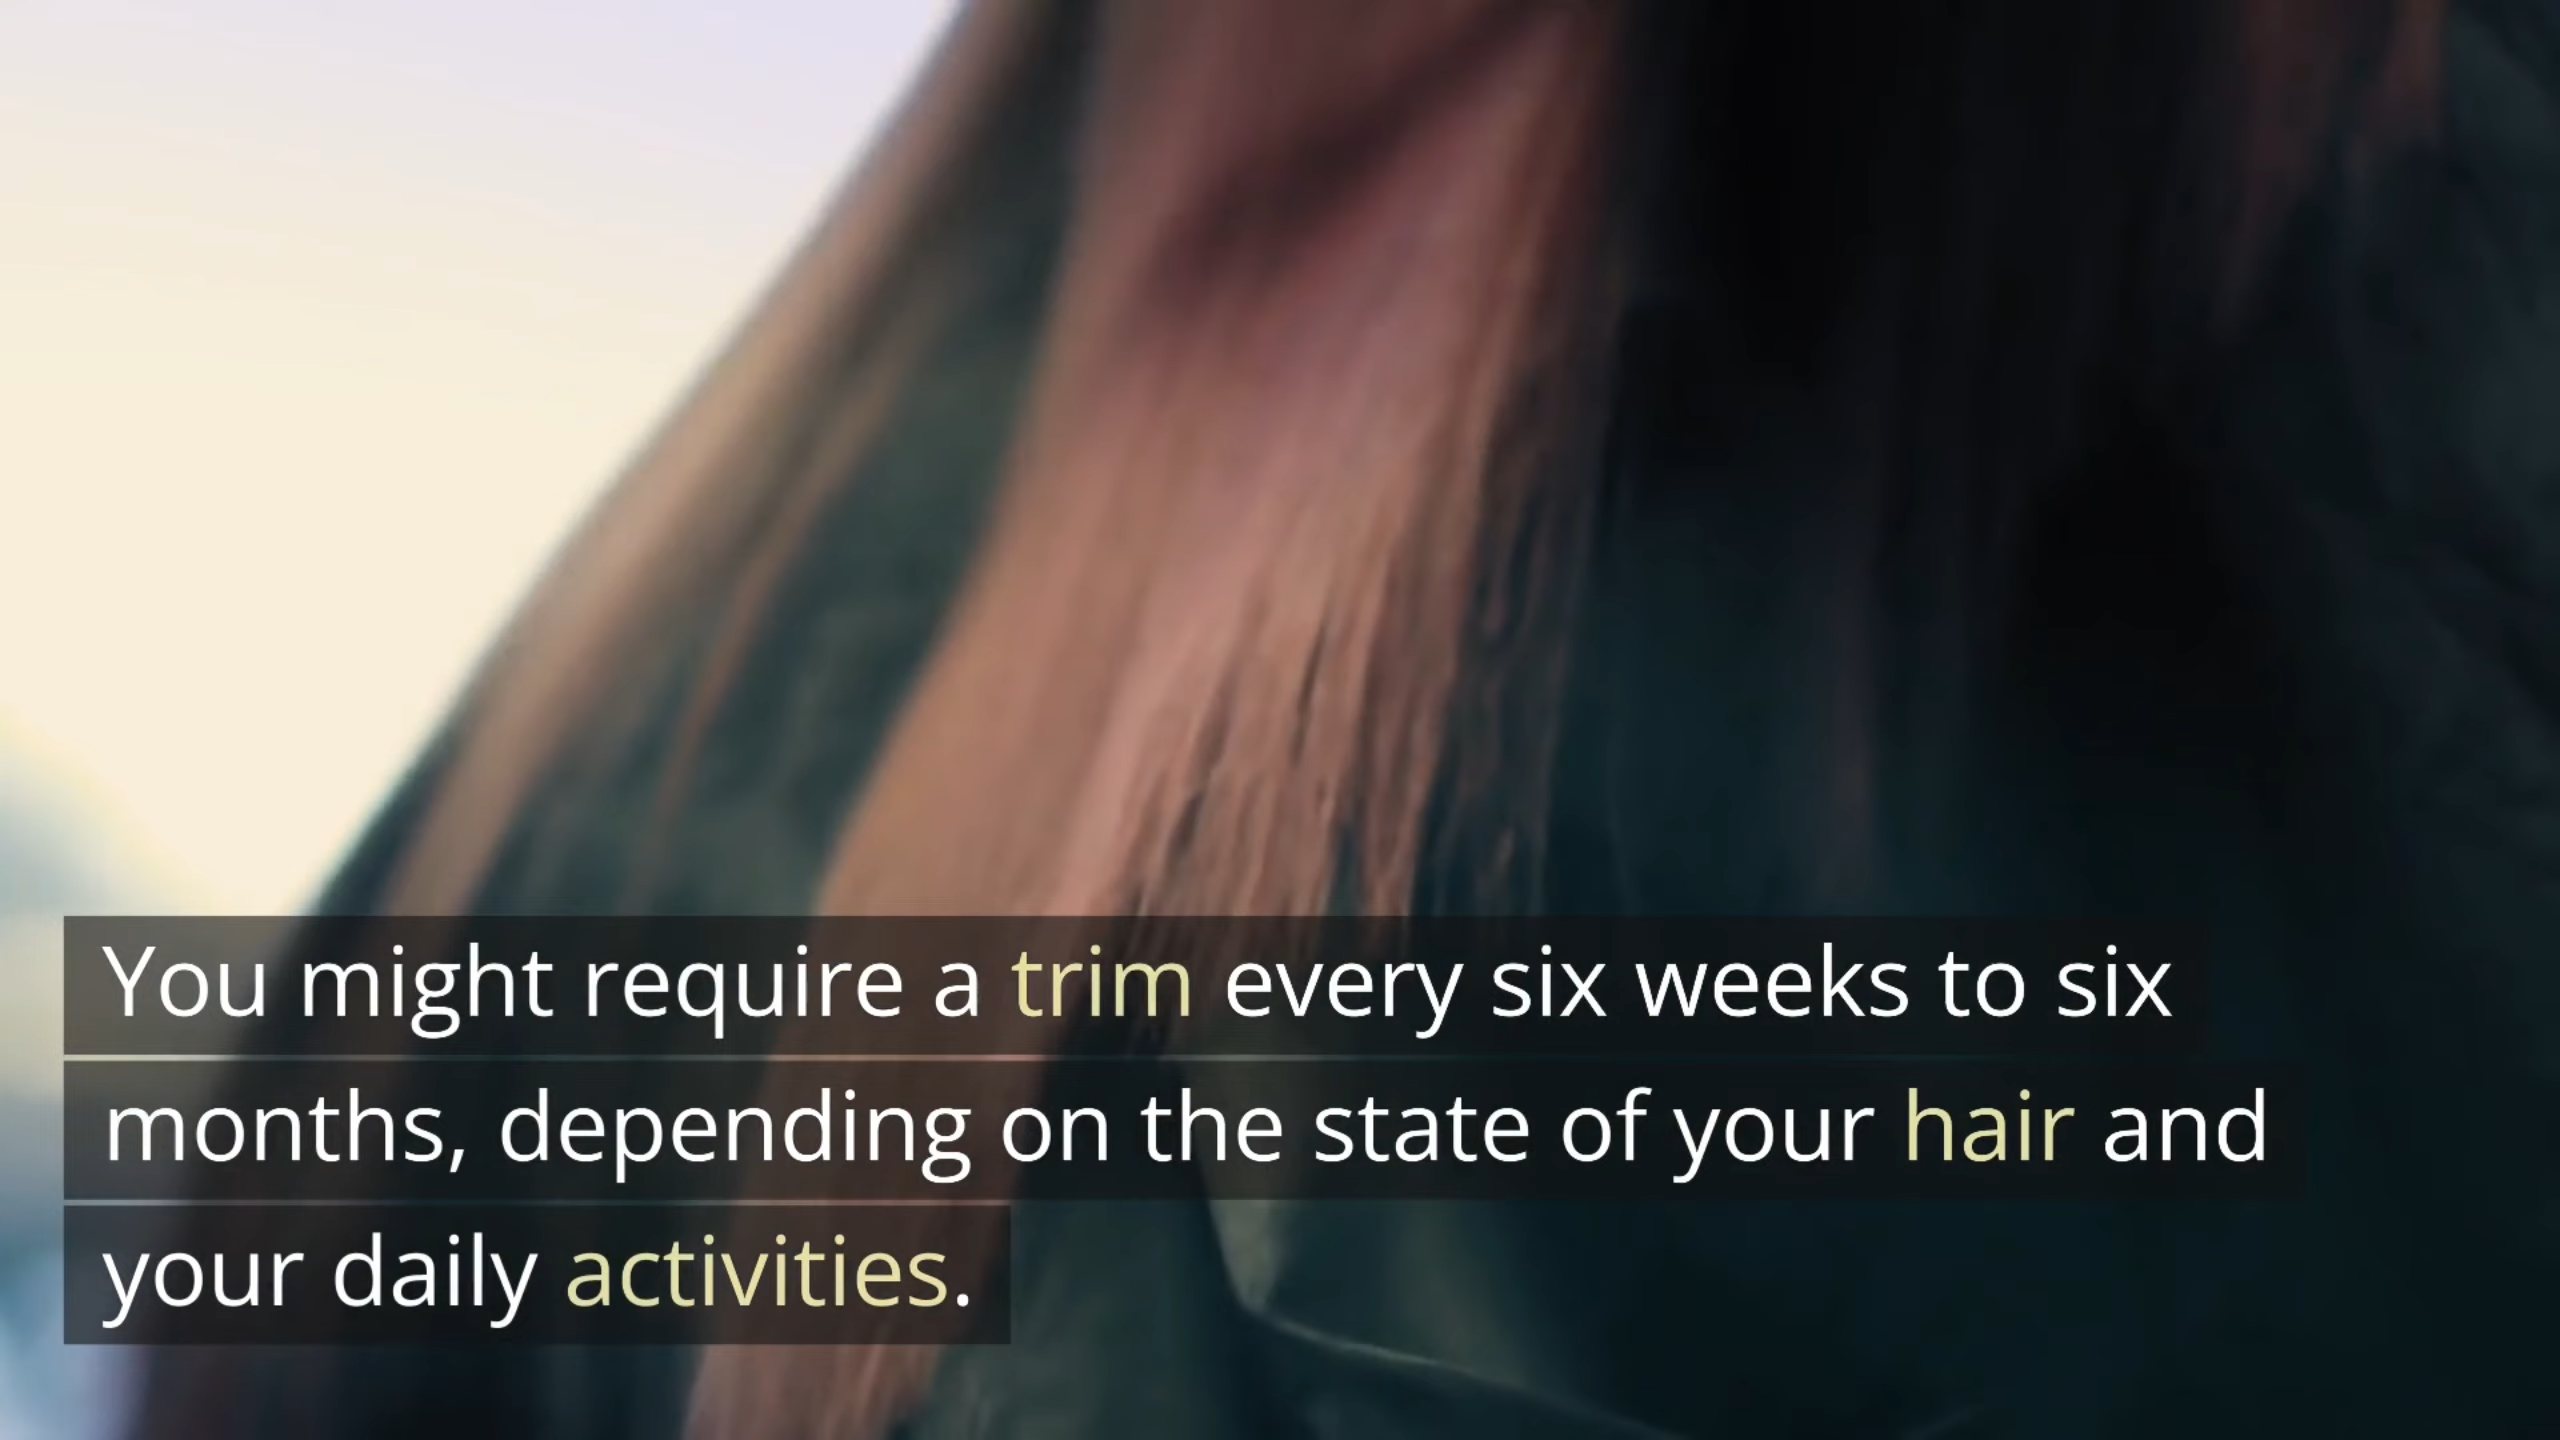 You might require a trim every six weeks to six
months, depending on the state of your hair and
your daily activities.